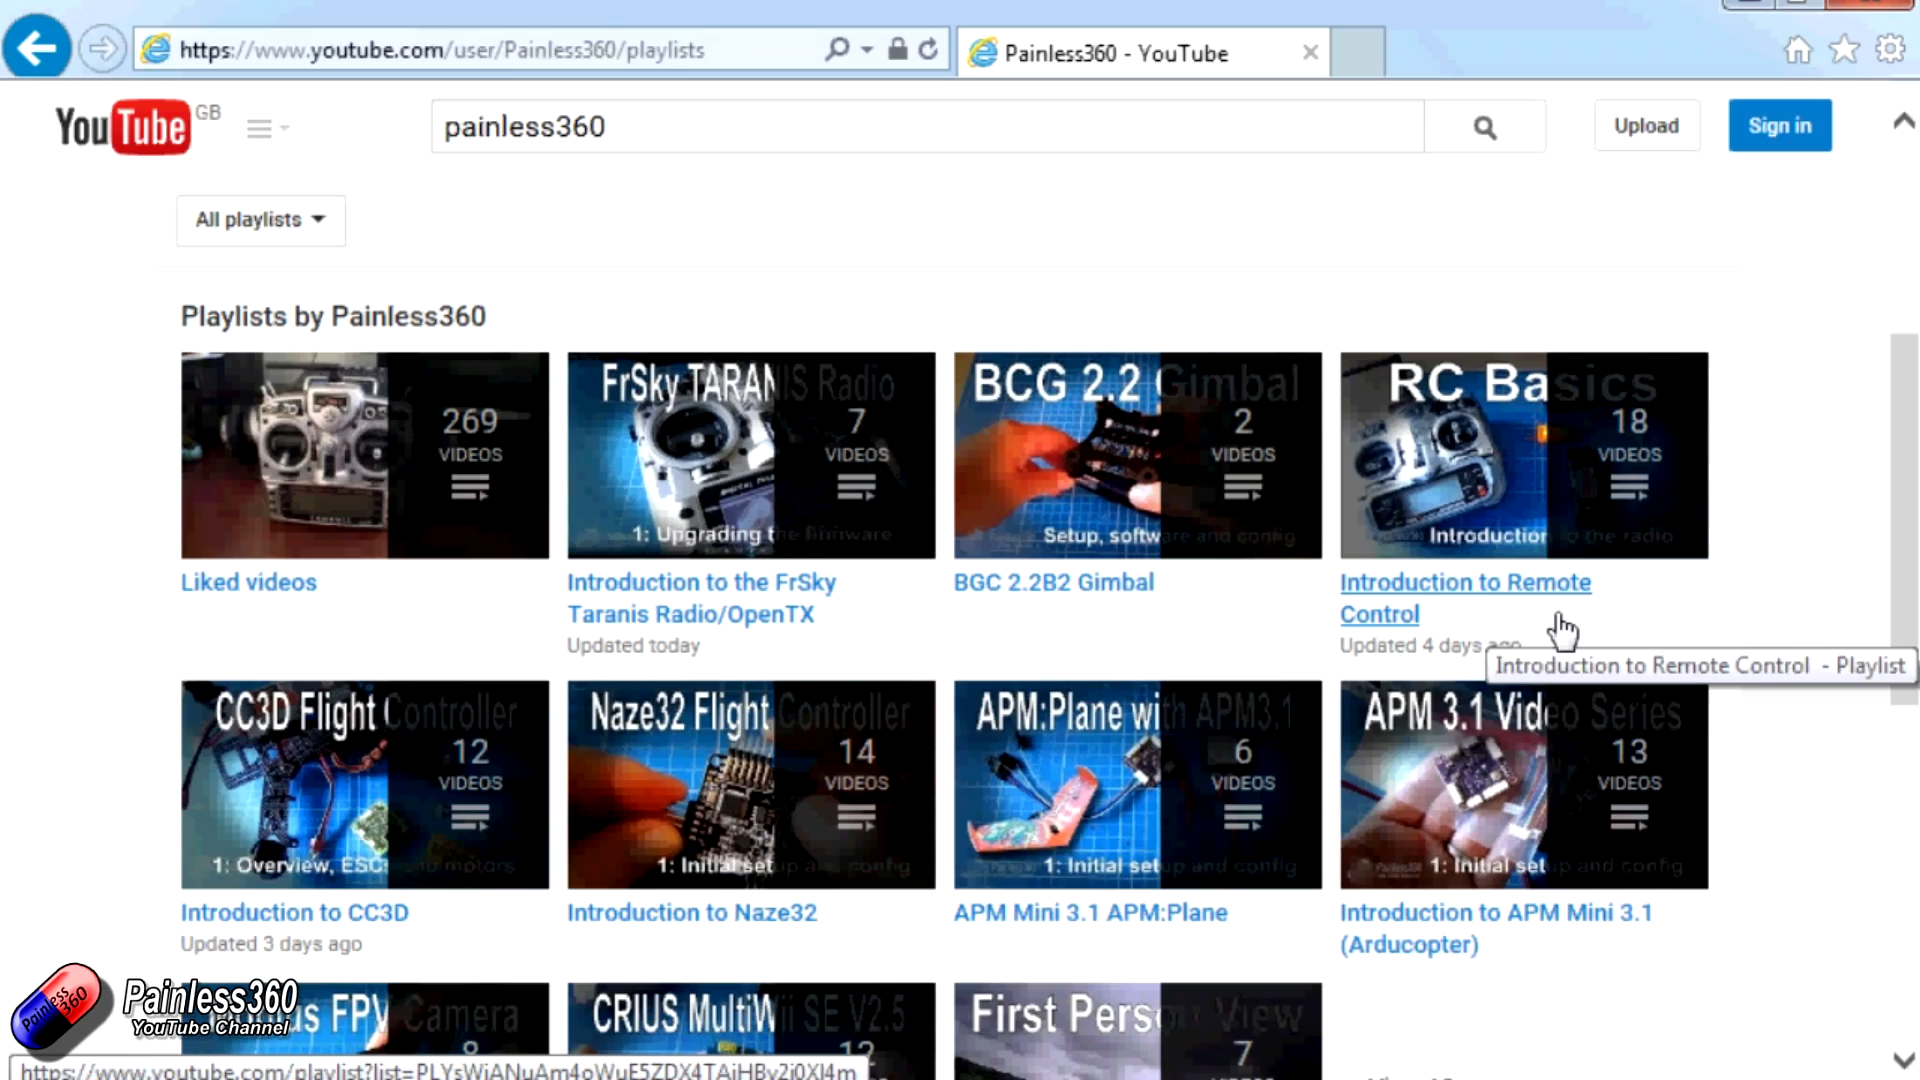 https://www.youtube.com/user/Painless360/playlists
Painless360 - YouTube
YouTube GB
painless360
Upload
Sign in
All playlists
Playlists by Painless360
269
VIDEOS
Liked videos
FrSky TARANIS Radio
7
VIDEOS
1: Upgrading the firmware
Introduction to the FrSky
Taranis Radio/OpenTX
Updated today
BCG 2.2 Gimbal
2
VIDEOS
Setup, software and config
BGC 2.2B2 Gimbal
RC Basics
18
VIDEOS
Introduction to the radio
Introduction to Remote
Control
Updated 4 days ago
Introduction to Remote Control - Playlist
CC3D Flight Controller
12
VIDEOS
1: Overview, ESCs and motors
Introduction to CC3D
Updated 3 days ago
Naze32 Flight Controller
14
VIDEOS
1: Initial setup and config
Introduction to Naze32
APM:Plane with APM3.1
6
VIDEOS
1: Initial setup and config
APM Mini 3.1 APM:Plane
APM 3.1 Video Series
13
VIDEOS
1: Initial setup and config
Introduction to APM Mini 3.1
(Arducopter)
Painless360
Painless360
YouTube Channel
FPV Camera
CRIUS MultiWii SE V2.5
12
First Person View
7